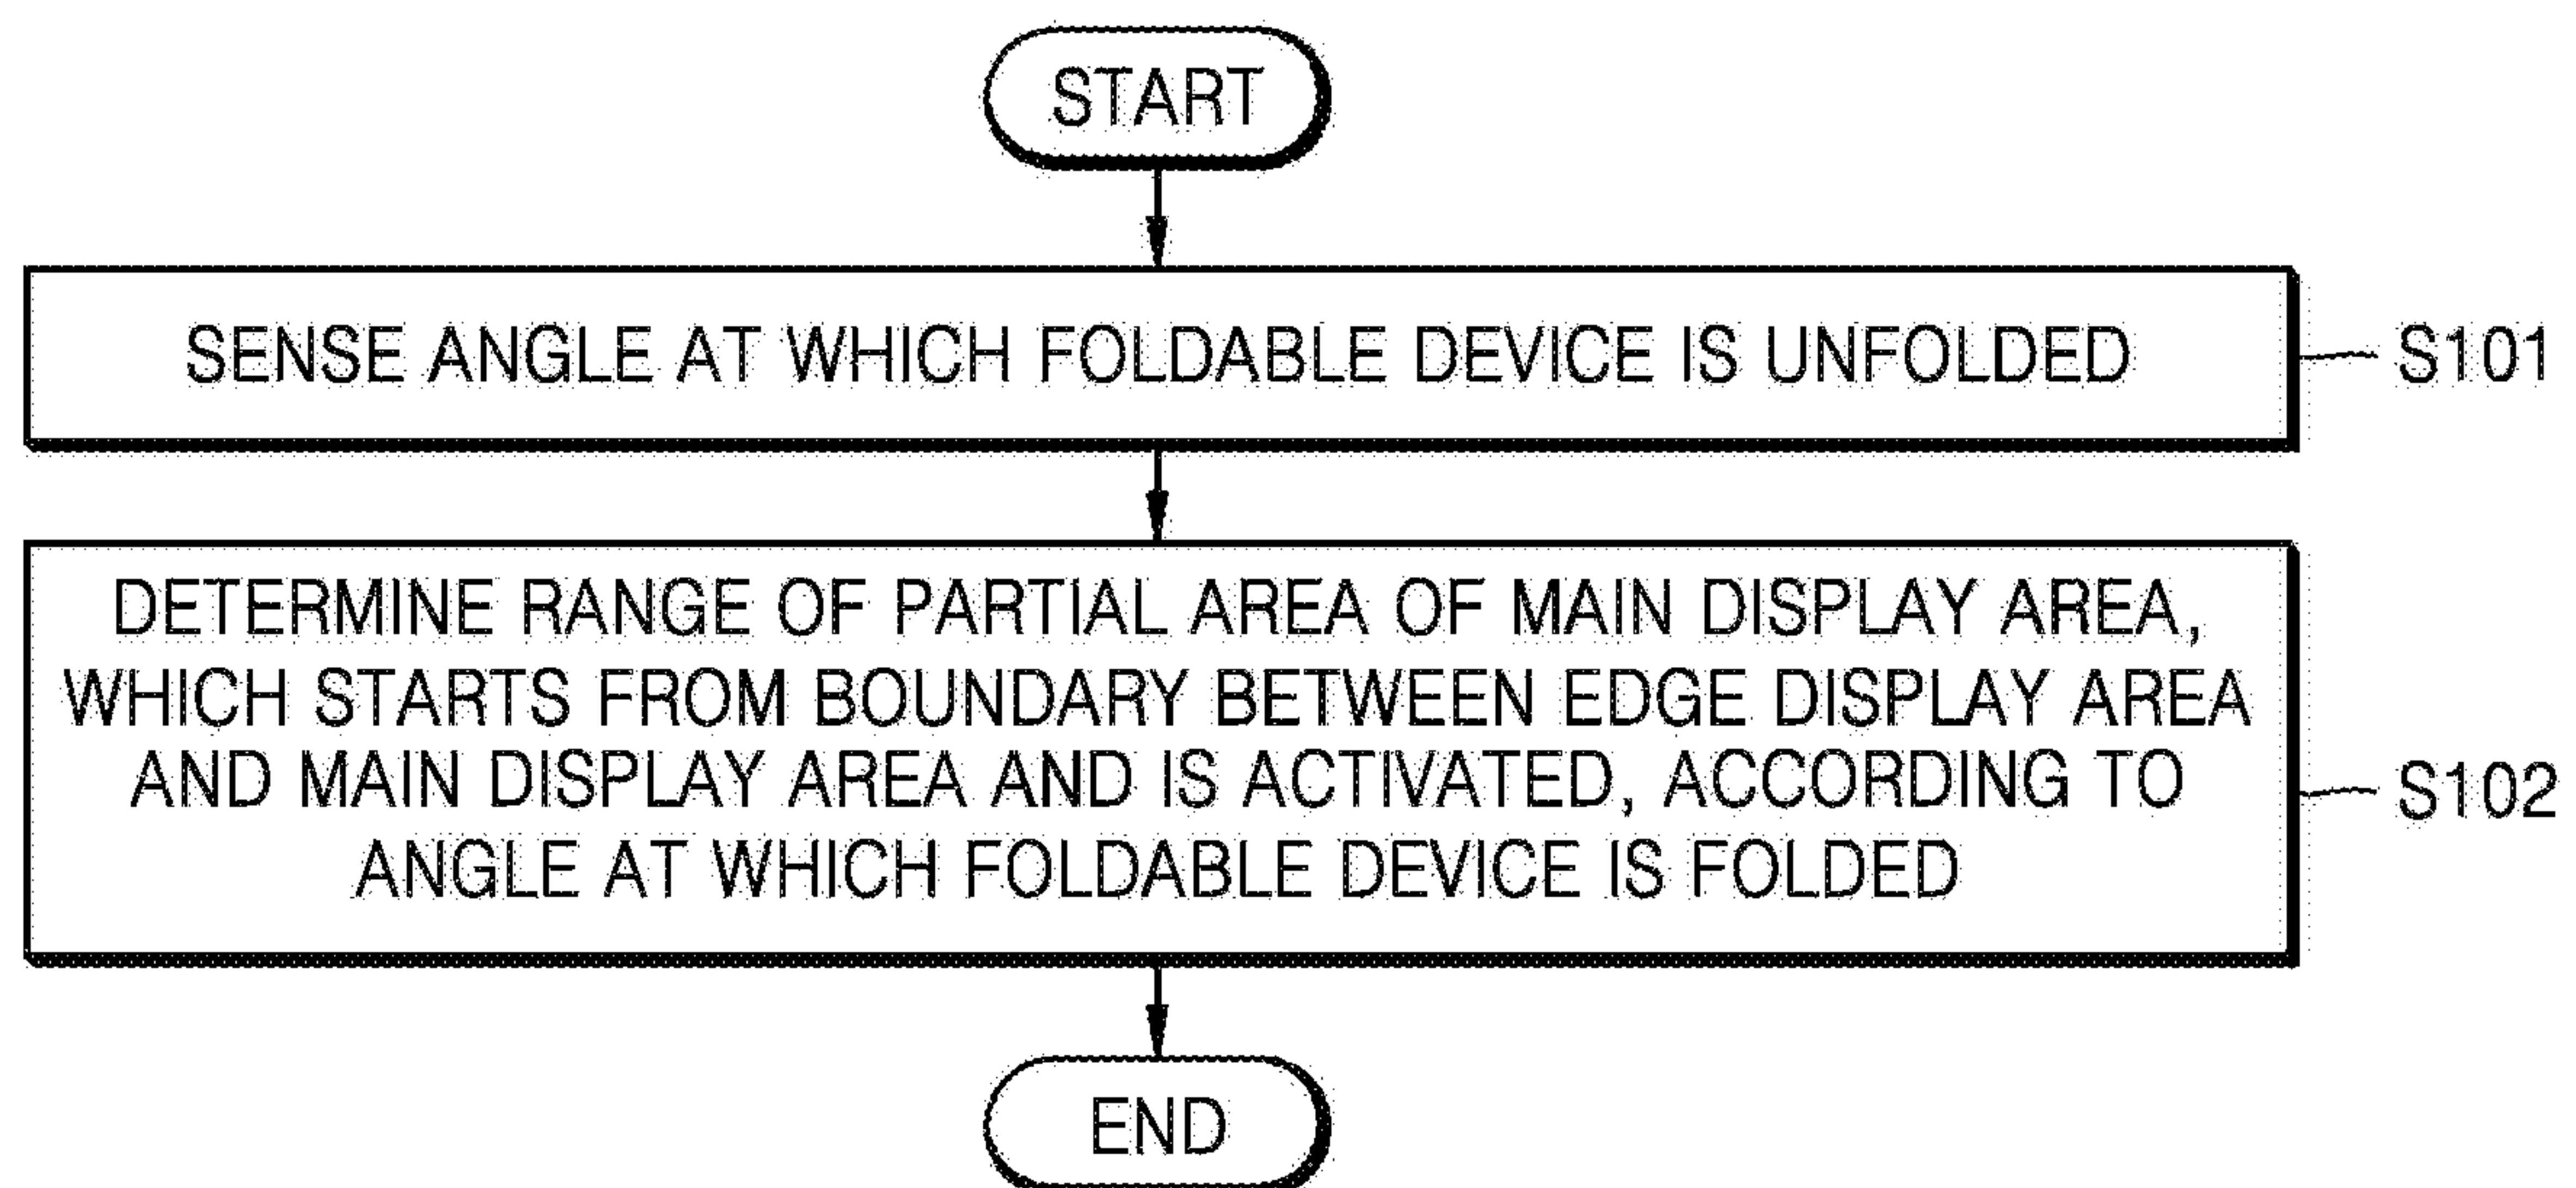 START
SENSE ANGLE AT WHICH FOLDABLE DEVICE IS UNFOLDED
S101
DETERMINE RANGE OF PARTIAL AREA OF MAIN DISPLAY AREA,
WHICH STARTS FROM BOUNDARY BETWEEN EDGE DISPLAY AREA
AND MAIN DISPLAY AREA AND IS ACTIVATED, ACCORDING TO
ANGLE AT WHICH FOLDABLE DEVICE IS FOLDED
S102
END